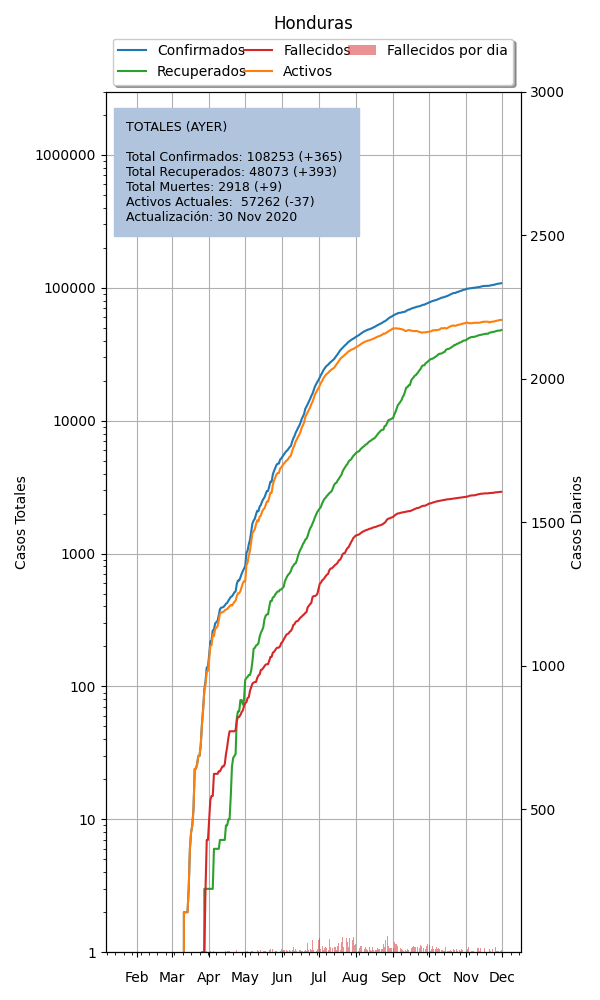 Honduras
Confirmados Fallecidos Fallecidos por dia
Recuperados Activos
TOTALES (AYER)
Total Confirmados: 108253 (+365)
Total Recuperados: 48073 (+393)
Total Muertes: 2918 (+9)
Activos Actuales:  57262 (-37)
Actualización: 30 Nov 2020
Casos Totales
1000000
100000
10000
1000
100
10
1
Casos Diarios
3000
2500
2000
1500
1000
500
Feb Mar Apr May Jun Jul Aug Sep Oct Nov Dec